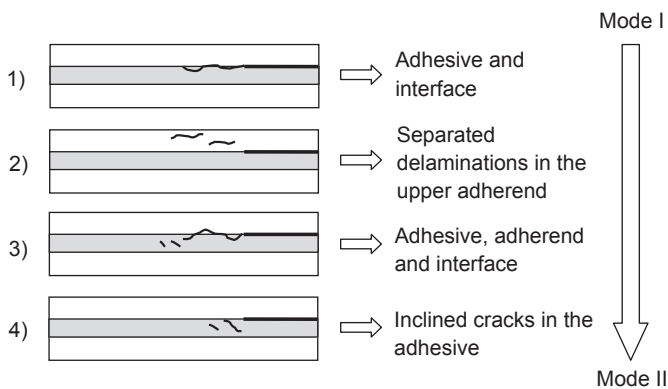 Mode I
1)
Adhesive and
interface
2)
Separated
delaminations in the
upper adherend
3)
Adhesive, adherend
and interface
4)
Inclined cracks in the
adhesive
Mode II